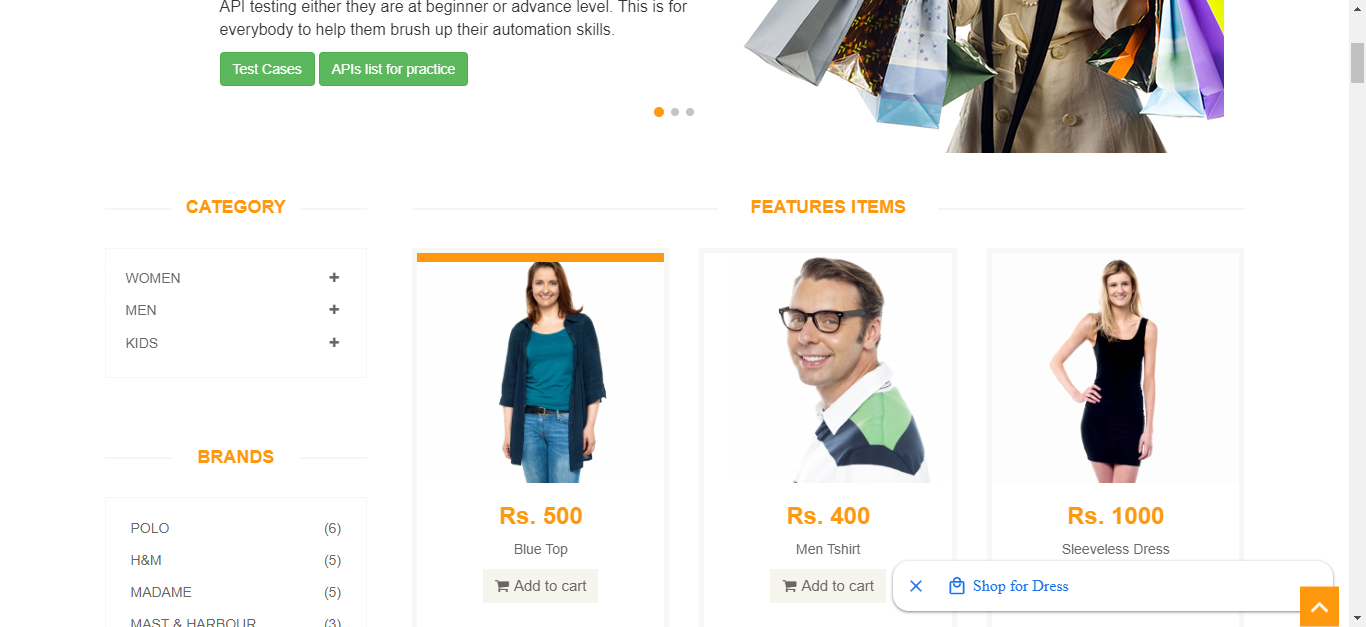 API testing either they are at beginner or advance level. This is for
everybody to help them brush up their automation skills.
Test Cases
APIs list for practice
CATEGORY
WOMEN
MEN
KIDS
BRANDS
POLO (6)
H&M (5)
MADAME (5)
MAST & HARBOUR (3)
FEATURES ITEMS
Rs. 500
Blue Top
Add to cart
Rs. 400
Men Tshirt
Add to cart
Rs. 1000
Sleeveless Dress
Shop for Dress